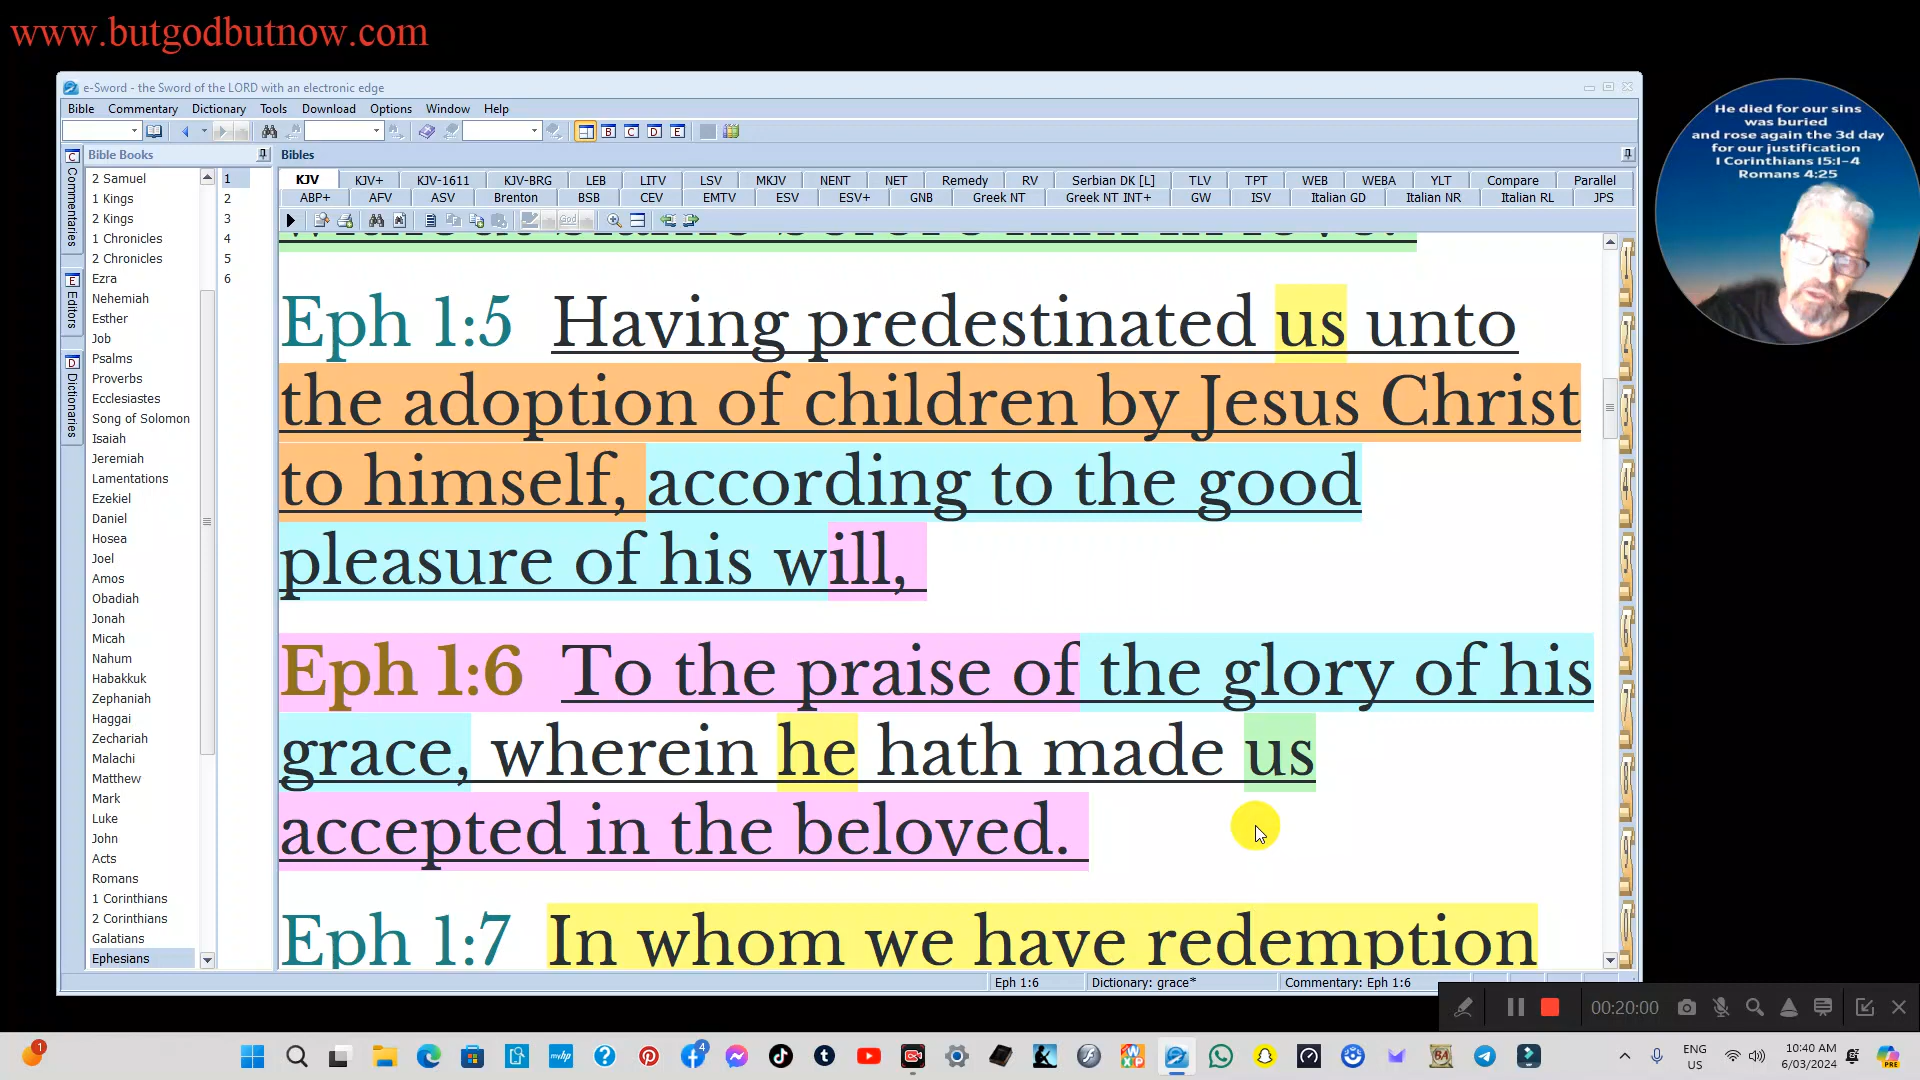 www.butgodbutnow.com
e-Sword - the Sword of the LORD with an electronic edge
Bible Commentary Dictionary Tools Download Options Window Help
B C D E
Bible Books
Bibles
KJV KJV+ KJV-1611 KJV-BRG LEB LITV LSV MKJV NENT NET Remedy RV Serbian DK [L] TLV TPT WEB WEBA YLT Compare Parallel
ABP+ AFV ASV Brenton BSB CEV EMTV ESV ESV+ GNB Greek NT Greek NT INT+ GW ISV Italian GD Italian NR Italian RL JPS
C Commentaries
E Editors
D Dictionaries
2 Samuel
1 Kings
2 Kings
1 Chronicles
2 Chronicles
Ezra
Nehemiah
Esther
Job
Psalms
Proverbs
Ecclesiastes
Song of Solomon
Isaiah
Jeremiah
Lamentations
Ezekiel
Daniel
Hosea
Joel
Amos
Obadiah
Jonah
Micah
Nahum
Habakkuk
Zephaniah
Haggai
Zechariah
Malachi
Matthew
Mark
Luke
John
Acts
Romans
1 Corinthians
2 Corinthians
Galatians
Ephesians
1
2
3
4
5
6
Eph 1:5 Having predestinated us unto
the adoption of children by Jesus Christ
to himself, according to the good
pleasure of his will,
Eph 1:6 To the praise of the glory of his
grace, wherein he hath made us
accepted in the beloved.
Eph 1:7 In whom we have redemption
Eph 1:6 Dictionary: grace* Commentary: Eph 1:6
He died for our sins
was buried
and rose again the 3d day
for our justification
I Corinthians 15:1-4
Romans 4:25
00:20:00
1
myhp
4
ENG
US
10:40 AM
6/03/2024
PRE